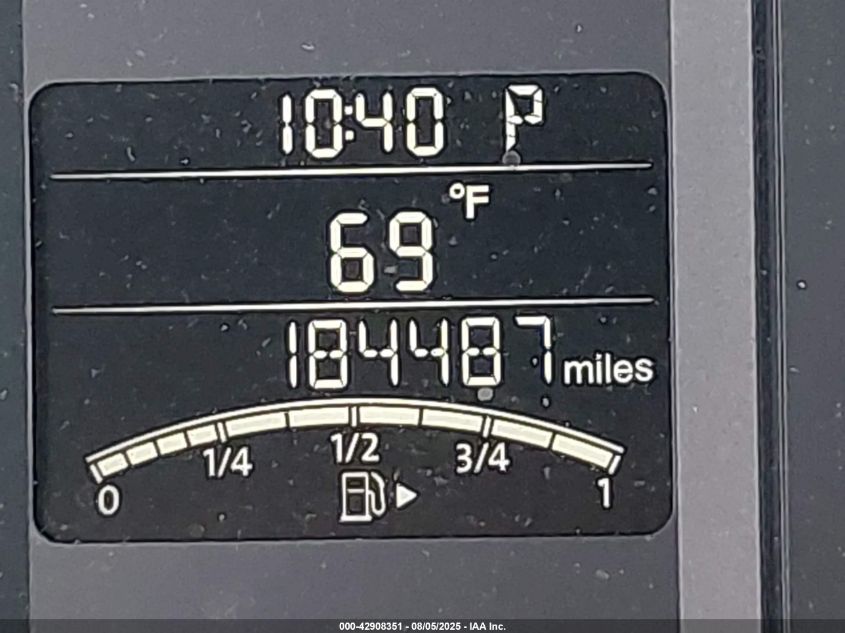 10:40 P
°F
69
184487 miles
1/4 1/2 3/4
0 1
000-42908351 - 08/05/2025 - IAA Inc.